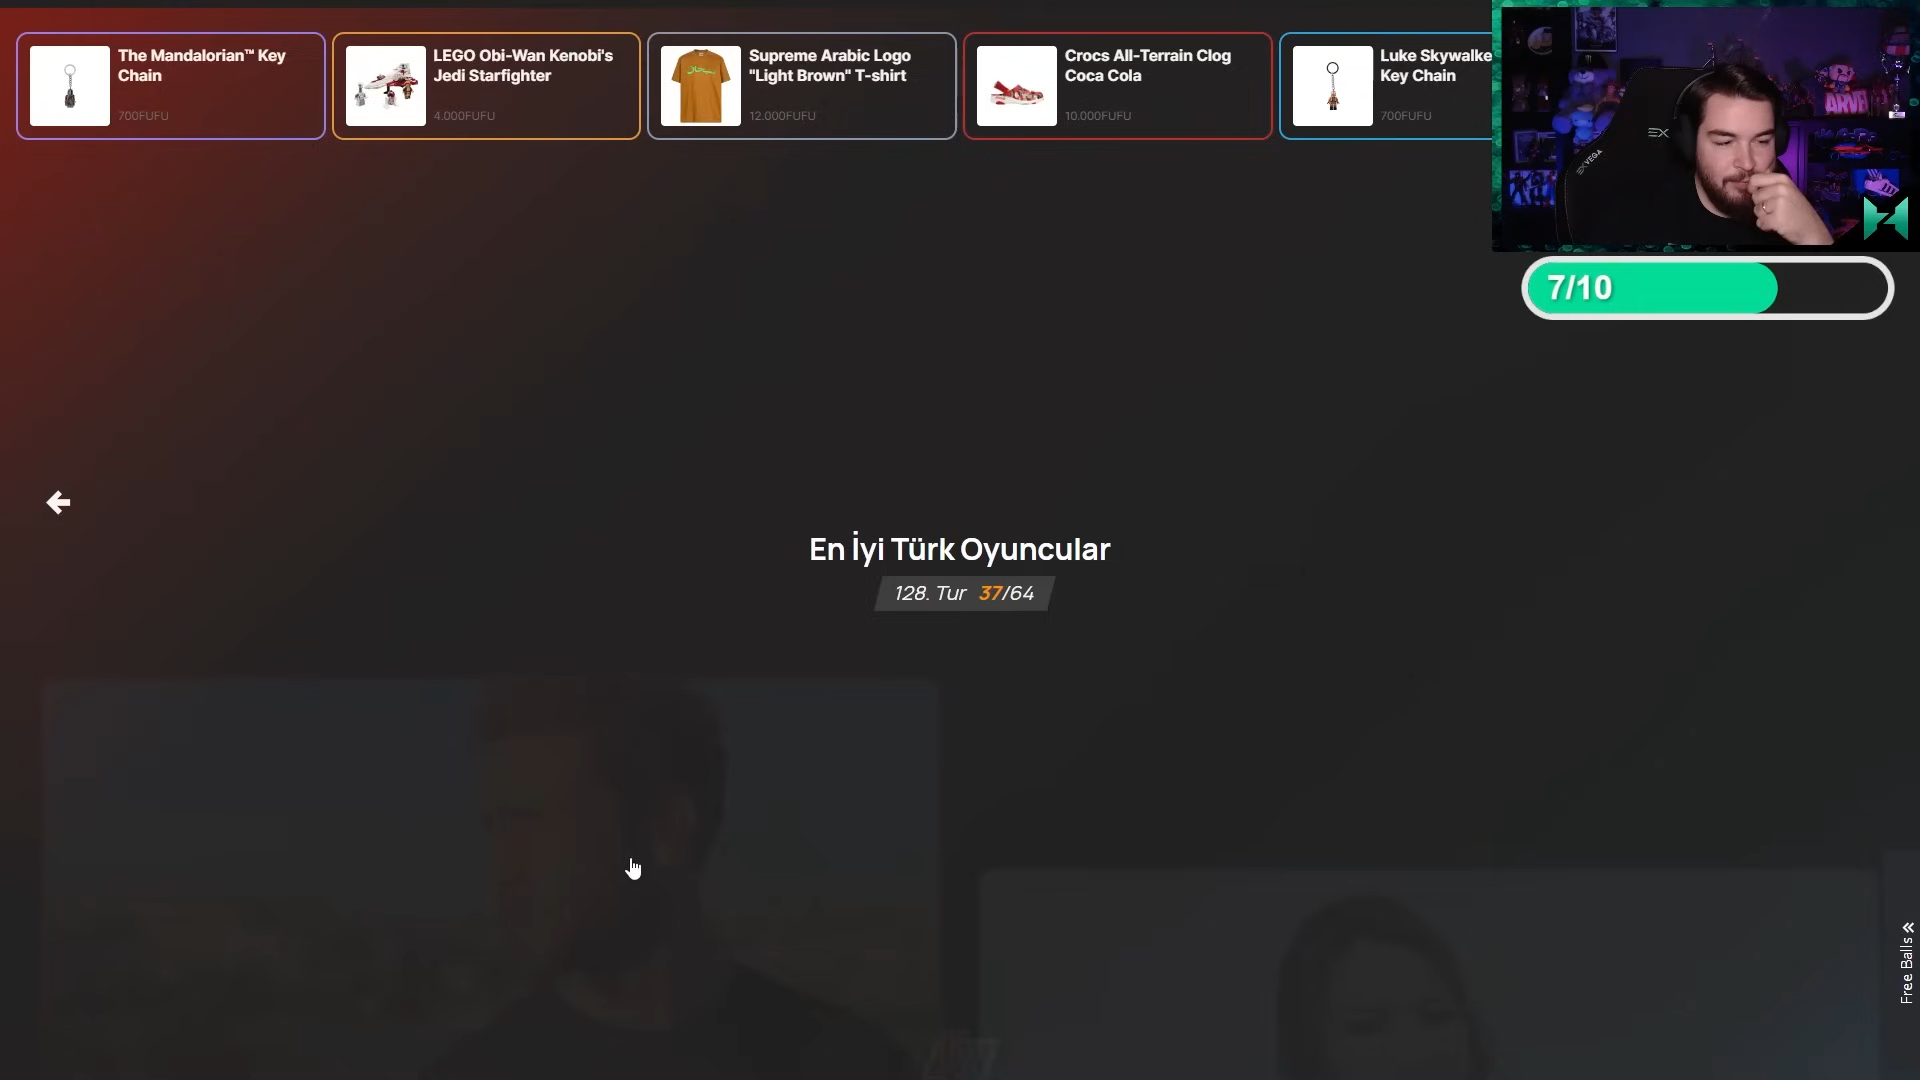 The Mandalorian™ Key
Chain
700FUFU
LEGO Obi-Wan Kenobi's
Jedi Starfighter
4.000FUFU
Supreme Arabic Logo
"Light Brown" T-shirt
12.000FUFU
Crocs All-Terrain Clog
Coca Cola
10.000FUFU
Luke Skywalke
Key Chain
700FUFU
EX
VEGA
7/10
En İyi Türk Oyuncular
128. Tur 37/64
Free Balls